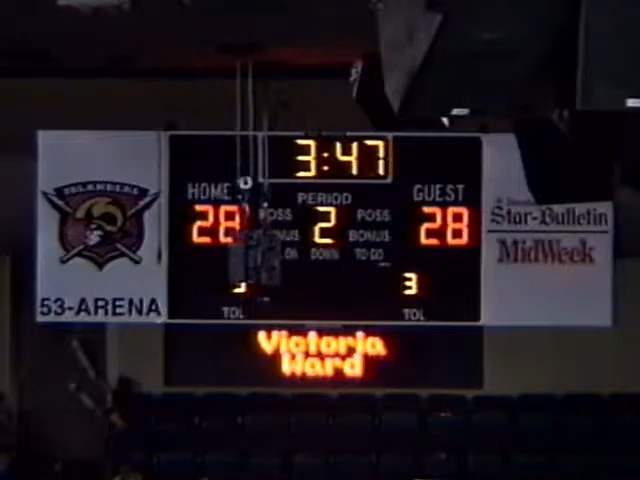 3:47
ISLANDERS
HOME PERIOD GUEST
28 2 28
POSS POSS
BONUS
DOWN TO GO
3
TOL TOL
53-ARENA
Star-Bulletin
MidWeek
Victoria
Ward